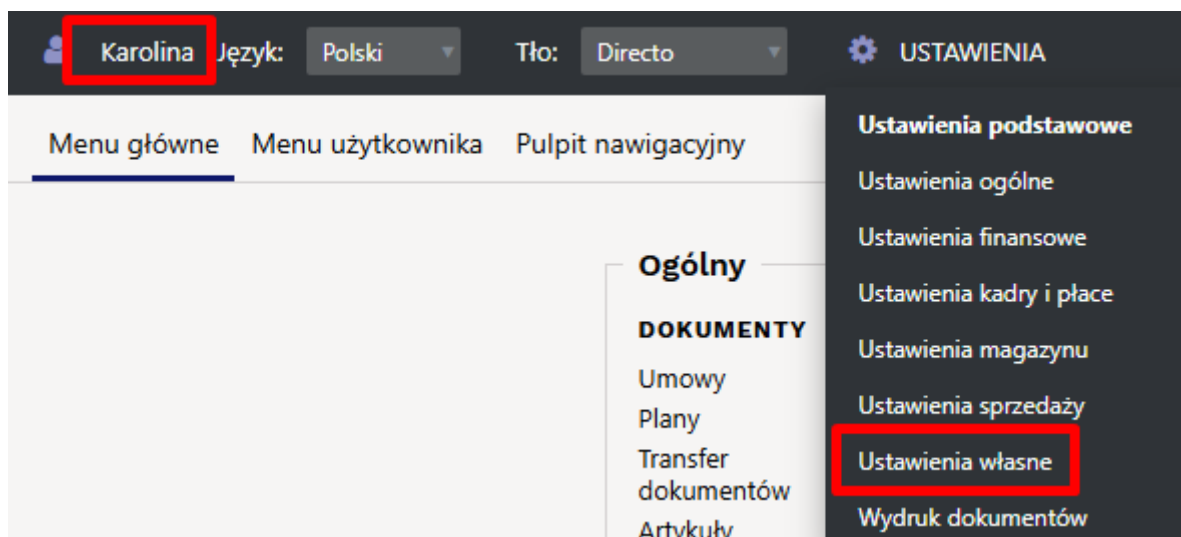 Karolina Język: Polski Tło: Directo USTAWIENIA
Menu główne Menu użytkownika Pulpit nawigacyjny
Ustawienia podstawowe
Ustawienia ogólne
Ustawienia finansowe
Ustawienia kadry i płace
Ustawienia magazynu
Ustawienia sprzedaży
Ustawienia własne
Wydruk dokumentów
Ogólny
DOKUMENTY
Umowy
Plany
Transfer
dokumentów
Artykuły